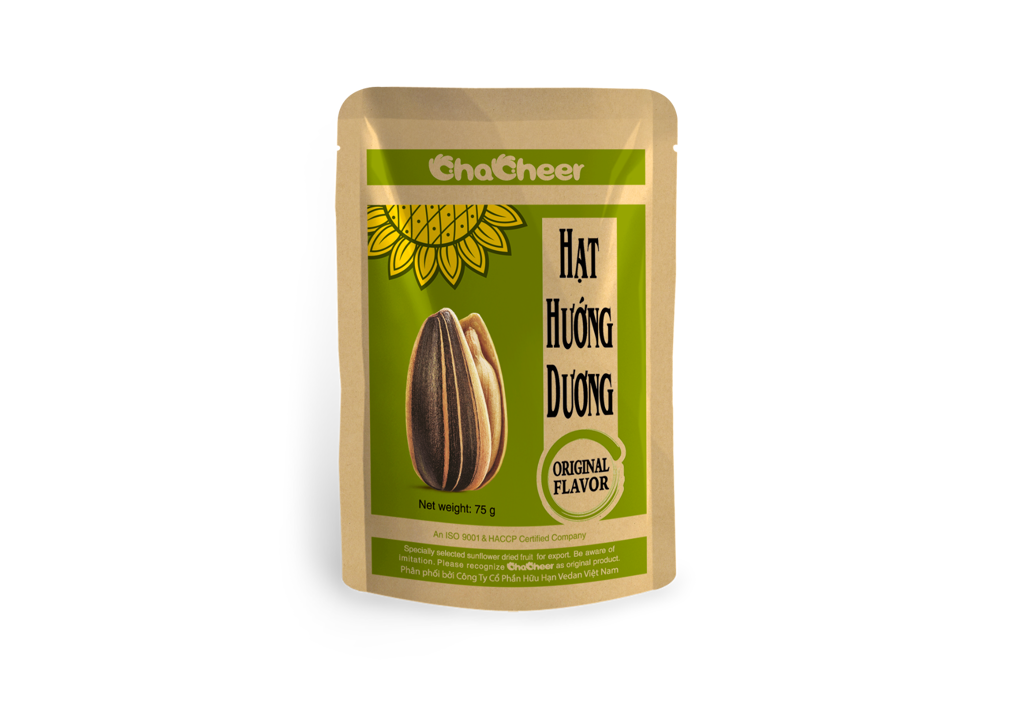 ChaCheer
HẠT
HƯỚNG
DƯƠNG
ORIGINAL
FLAVOR
Net weight: 75 g
An ISO 9001 & HACCP Certified Company
Specially selected sunflower dried fruit for export. Be aware of
imitation. Please recognize ChaCheer as original product.
Phân phối bởi Công Ty Cổ Phần Hữu Hạn Vedan Việt Nam